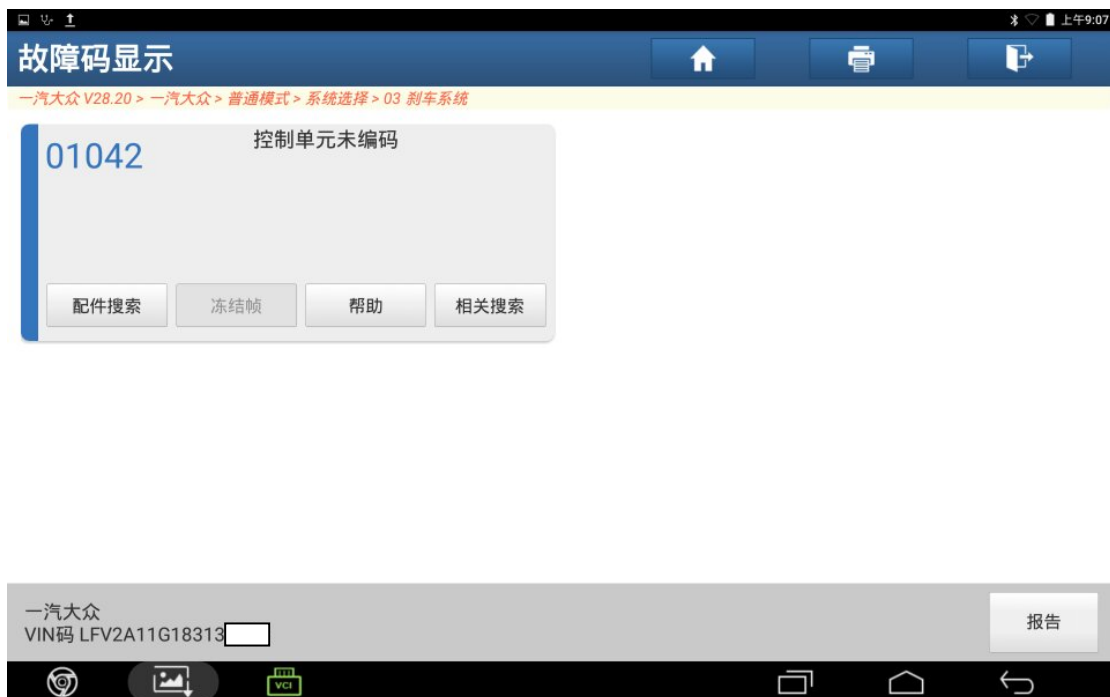 上午9:07
故障码显示
一汽大众 V28.20 > 一汽大众 > 普通模式 > 系统选择 > 03 刹车系统
01042 控制单元未编码
配件搜索 冻结帧 帮助 相关搜索
一汽大众
VIN码 LFV2A11G18313
报告
VCI